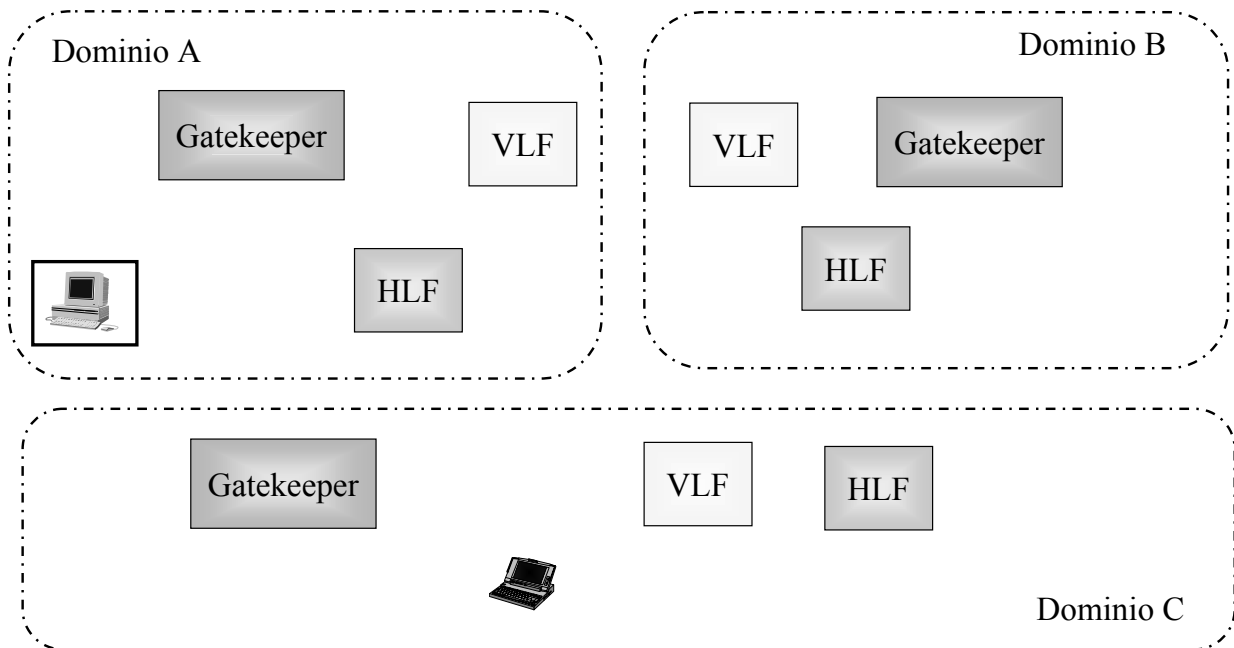 Dominio A
Gatekeeper
VLF
HLF
Dominio B
VLF
Gatekeeper
HLF
Gatekeeper
VLF
HLF
Dominio C